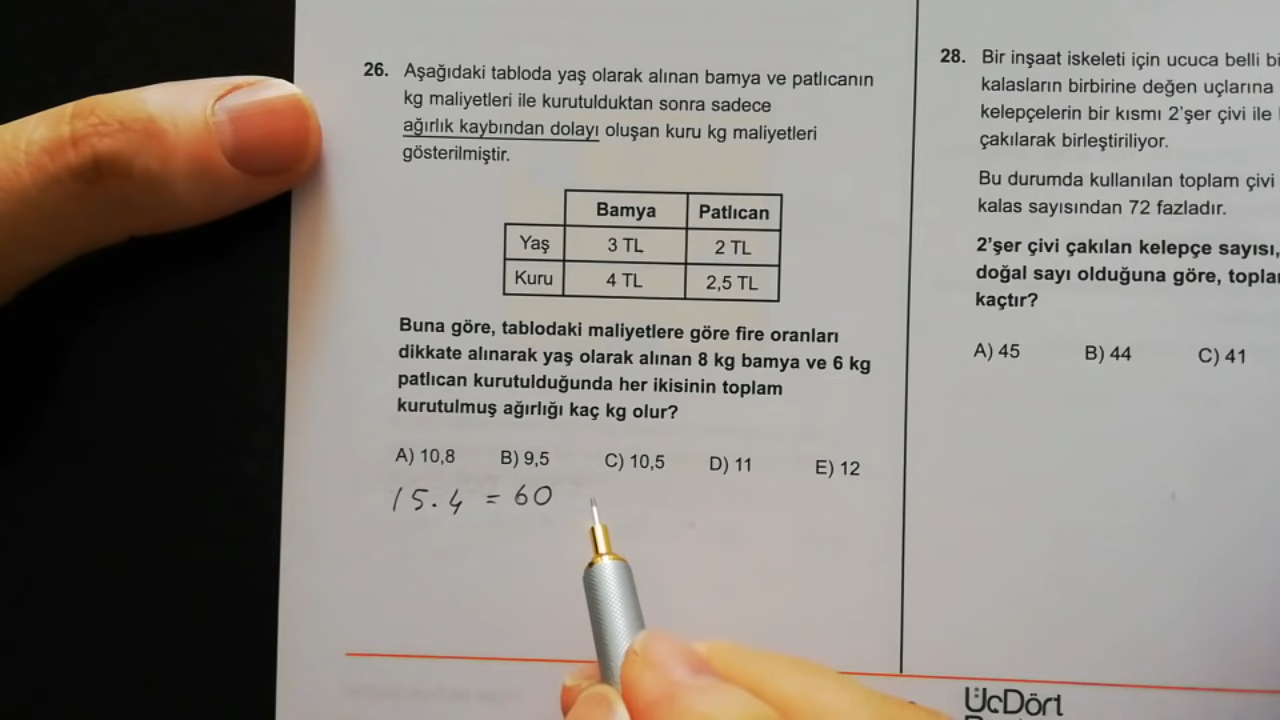 26. Aşağıdaki tabloda yaş olarak alınan bamya ve patlıcanın
kg maliyetleri ile kurutulduktan sonra sadece
ağırlık kaybından dolayı oluşan kuru kg maliyetleri
gösterilmiştir.
Bamya Patlıcan
Yaş 3 TL 2 TL
Kuru 4 TL 2,5 TL
Buna göre, tablodaki maliyetlere göre fire oranları
dikkate alınarak yaş olarak alınan 8 kg bamya ve 6 kg
patlıcan kurutulduğunda her ikisinin toplam
kurutulmuş ağırlığı kaç kg olur?
A) 10,8 B) 9,5 C) 10,5 D) 11 E) 12
15.4 = 60
28. Bir inşaat iskeleti için ucuca belli
kalasların birbirine değen uçlarına
kelepçelerin bir kısmı 2'şer çivi ile
çakılarak birleştiriliyor.
Bu durumda kullanılan toplam çivi
kalas sayısından 72 fazladır.
2'şer çivi çakılan kelepçe sayısı,
doğal sayı olduğuna göre,
kaçtır?
A) 45 B) 44 C) 41
ÜçDört